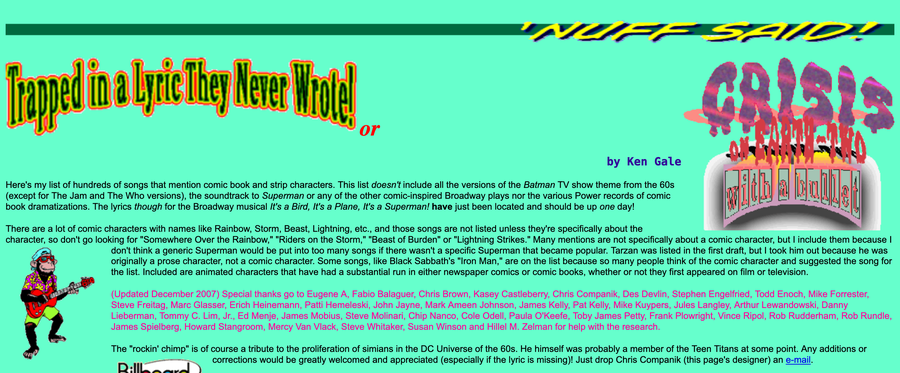 'NUFF SAID!
Trapped in a Lyric They Never Wrote!
or
CRISIS
on EARTH-TWO
with a bullet
by Ken Gale
Here's my list of hundreds of songs that mention comic book and strip characters. This list doesn't include all the versions of the Batman TV show theme from the 60s
(except for The Jam and The Who versions), the soundtrack to Superman or any of the other comic-inspired Broadway plays nor the various Power records of comic
book dramatizations. The lyrics though for the Broadway musical It's a Bird, It's a Plane, It's Superman! have just been located and should be up one day!
There are a lot of comic characters with names like Rainbow, Storm, Beast, Lightning, etc., and those songs are not listed unless they're specifically about the
character, so don't go looking for "Somewhere Over the Rainbow," "Riders on the Storm," "Beast of Burden" or "Lightning Strikes." Many mentions are not specifically about a comic character, but I include them because I
don't think a generic Superman would be put into too many songs if there wasn't a specific Superman that became popular. Tarzan was listed in the first draft, but I took him out because he was
originally a prose character, not a comic character. Some songs, like Black Sabbath's "Iron Man," are on the list because so many people think of the comic character and suggested the song for
the list. Included are animated characters that have had a substantial run in either newspaper comics or comic books, whether or not they first appeared on film or television.
(Updated December 2007) Special thanks go to Eugene A, Fabio Balaguer, Chris Brown, Kasey Castleberry, Chris Companik, Des Devlin, Stephen Engelfried, Todd Enoch, Mike Forrester,
Steve Freitag, Marc Glasser, Erich Heinemann, Patti Hemeleski, John Jayne, Mark Ameen Johnson, James Kelly, Pat Kelly, Mike Kuypers, Jules Langley, Arthur Lewandowski, Danny
Lieberman, Tommy C. Lim, Jr., Ed Menje, James Mobius, Steve Molinari, Chip Nanco, Cole Odell, Paula O'Keefe, Toby James Petty, Frank Plowright, Vince Ripol, Rob Rudderham, Rob Rundle,
James Spielberg, Howard Stangroom, Mercy Van Vlack, Steve Whitaker, Susan Winson and Hillel M. Zelman for help with the research.
The "rockin' chimp" is of course a tribute to the proliferation of simians in the DC Universe of the 60s. He himself was probably a member of the Teen Titans at some point. Any additions or
corrections would be greatly welcomed and appreciated (especially if the lyric is missing)! Just drop Chris Companik (this page's designer) an e-mail.
Billboard